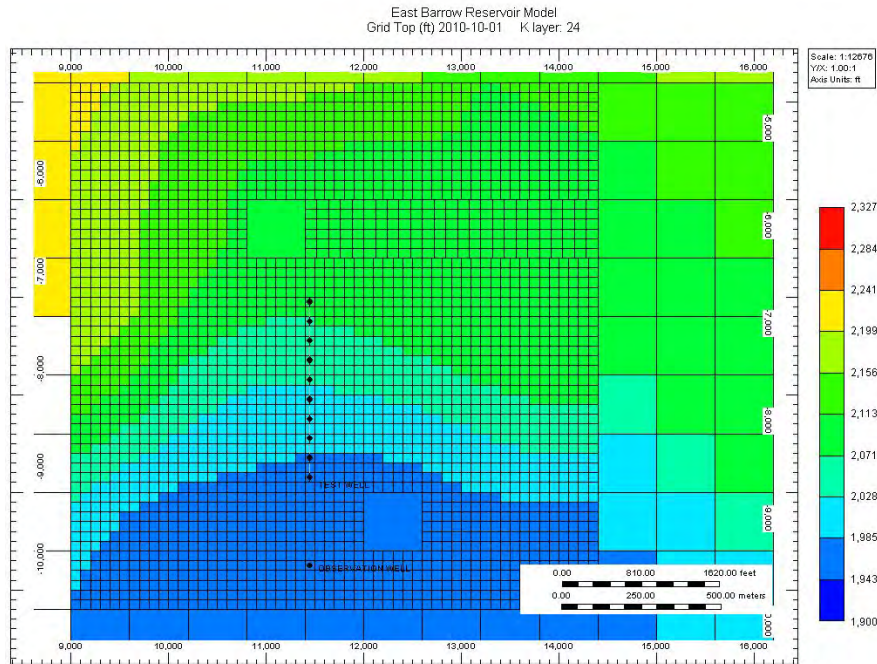 East Barrow Reservoir Model
Grid Top (ft) 2010-10-01 K layer: 24
Scale: 1:12676
Y/X: 1.00:1
Axis Units: ft
9,000 10,000 11,000 12,000 13,000 14,000 15,000 16,000
-5,000
-6,000
-6,000
-7,000
-7,000
-8,000
-8,000
-9,000
-9,000
-10,000
TEST WELL
OBSERVATION WELL
0.00 810.00 1620.00 feet
0.00 250.00 500.00 meters
9,000 10,000 11,000 12,000 13,000 14,000 15,000 16,000
2,327
2,284
2,241
2,199
2,156
2,113
2,071
2,028
1,985
1,943
1,900